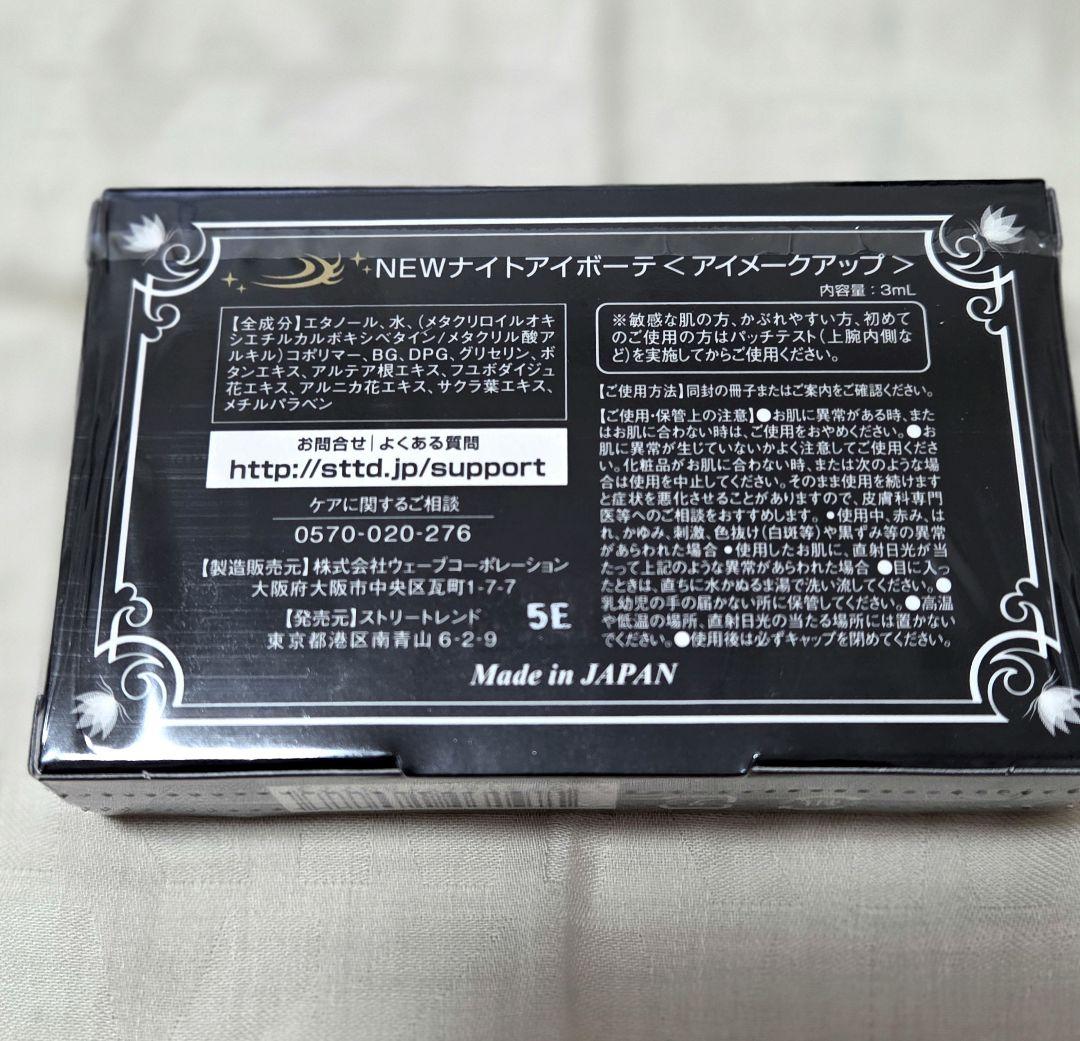 NEWナイトアイボーテ＜アイメークアップ＞
内容量：3mL
【全成分】エタノール、水、(メタクリロイルオキ
シエチルカルボキシベタイン/メタクリル酸ア
ルキル)コポリマー、BG、DPG、グリセリン、ボ
タンエキス、アルテア根エキス、フユボダイジュ
花エキス、アルニカ花エキス、サクラ葉エキス、
メチルパラベン
お問合せ|よくある質問
http://sttd.jp/support
ケアに関するご相談
0570-020-276
【製造販売元】株式会社ウェーブコーポレーション
大阪府大阪市中央区瓦町1-7-7
【発売元】ストリートレンド
東京都港区南青山6-2-9
5E
※敏感な肌の方、かぶれやすい方、初めて
のご使用の方はパッチテスト(上腕内側な
ど)を実施してからご使用ください。
【ご使用方法】同封の冊子またはご案内をご確認ください。
【ご使用・保管上の注意】●お肌に異常がある時、また
はお肌に合わない時は、ご使用をおやめください。●お
肌に異常が生じていないかよく注意してご使用くださ
い。化粧品がお肌に合わない時、または次のような場
合は使用を中止してください。そのまま使用を続けます
と症状を悪化させることがありますので、皮膚科専門
医等へのご相談をおすすめします。•使用中、赤み、は
れ、かゆみ、刺激、色抜け(白斑等)や黒ずみ等の異常
があらわれた場合 •使用したお肌に、直射日光が当
たって上記のような異常があらわれた場合 ●目に入っ
たときは、直ちに水かぬるま湯で洗い流してください。●
乳幼児の手の届かない所に保管してください。●高温
や低温の場所、直射日光の当たる場所には置かない
でください。●使用後は必ずキャップを閉めてください。
Made in JAPAN